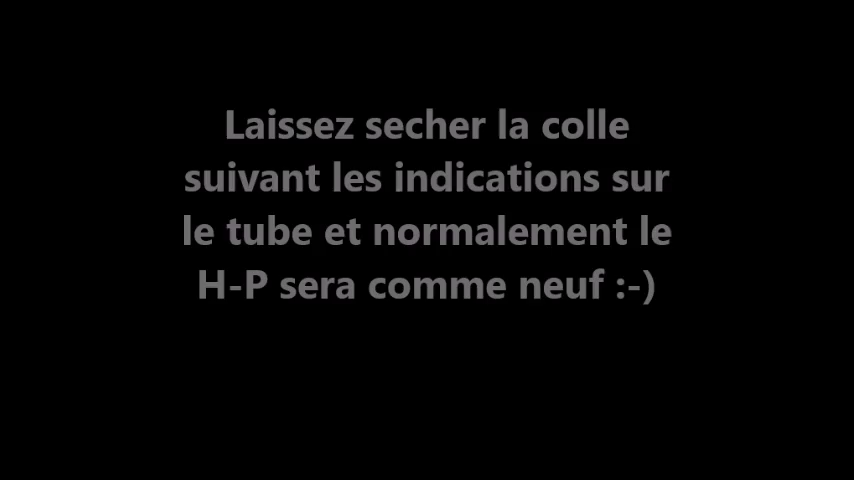 Laissez secher la colle
suivant les indications sur
le tube et normalement le
H-P sera comme neuf :-)